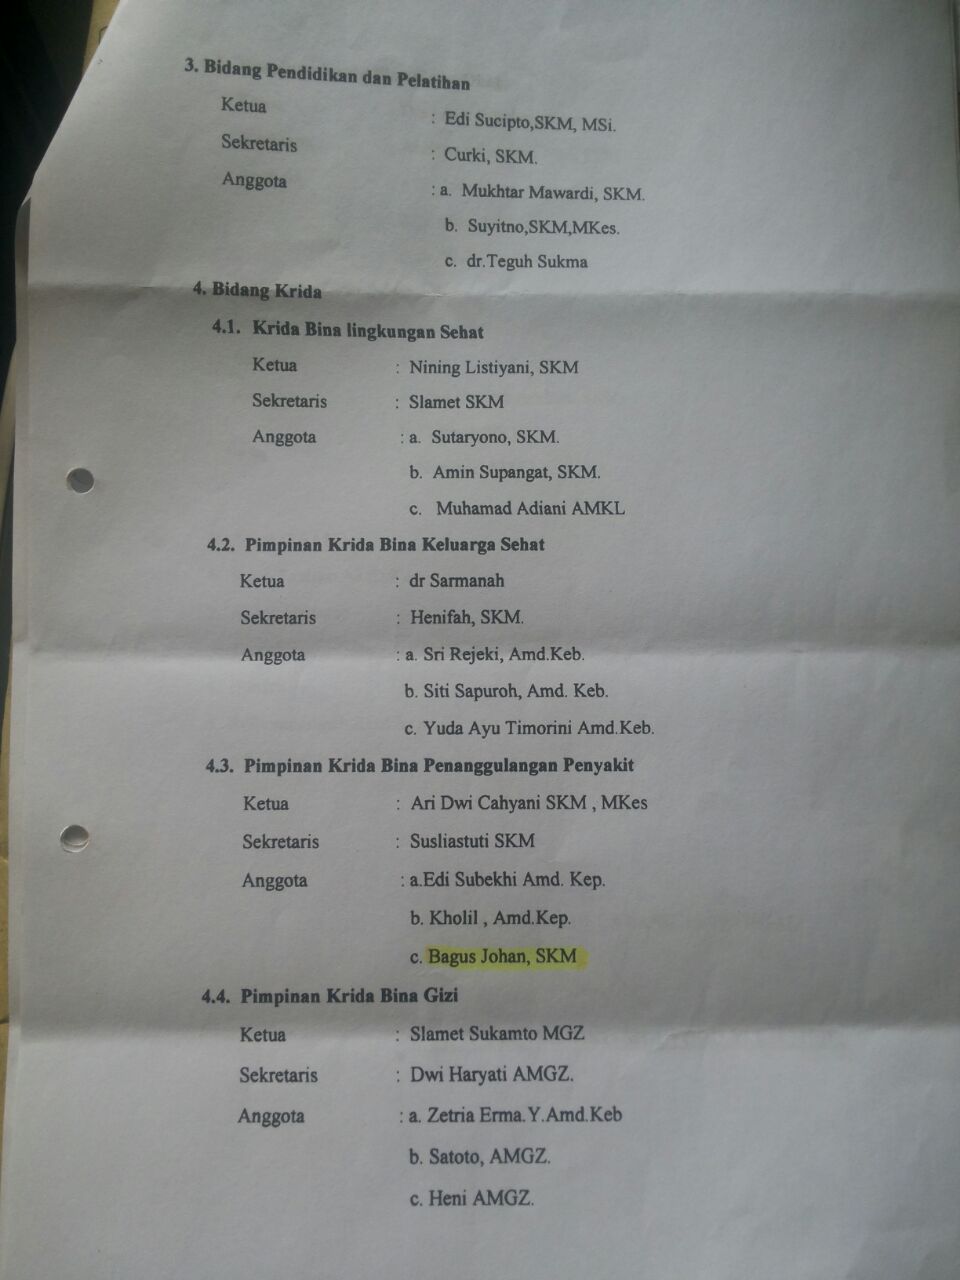 3. Bidang Pendidikan dan Pelatihan
Ketua : Edi Sucipto,SKM, MSi.
Sekretaris : Curki, SKM.
Anggota : a. Mukhtar Mawardi, SKM.
b. Suyitno,SKM,MKes.
c. dr.Teguh Sukma
4. Bidang Krida
4.1. Krida Bina lingkungan Sehat
Ketua : Nining Listiyani, SKM
Sekretaris : Slamet SKM
Anggota : a. Sutaryono, SKM.
b. Amin Supangat, SKM.
c. Muhamad Adiani AMKL
4.2. Pimpinan Krida Bina Keluarga Sehat
Ketua : dr Sarmanah
Sekretaris : Henifah, SKM.
Anggota : a. Sri Rejeki, Amd.Keb.
b. Siti Sapuroh, Amd. Keb.
c. Yuda Ayu Timorini Amd.Keb.
4.3. Pimpinan Krida Bina Penanggulangan Penyakit
Ketua : Ari Dwi Cahyani SKM , MKes
Sekretaris : Susliastuti SKM
Anggota : a.Edi Subekhi Amd. Kep.
b. Kholil , Amd.Kep.
c. Bagus Johan, SKM
4.4. Pimpinan Krida Bina Gizi
Ketua : Slamet Sukamto MGZ
Sekretaris : Dwi Haryati AMGZ.
Anggota : a. Zetria Erma.Y.Amd.Keb
b. Satoto, AMGZ.
c. Heni AMGZ.